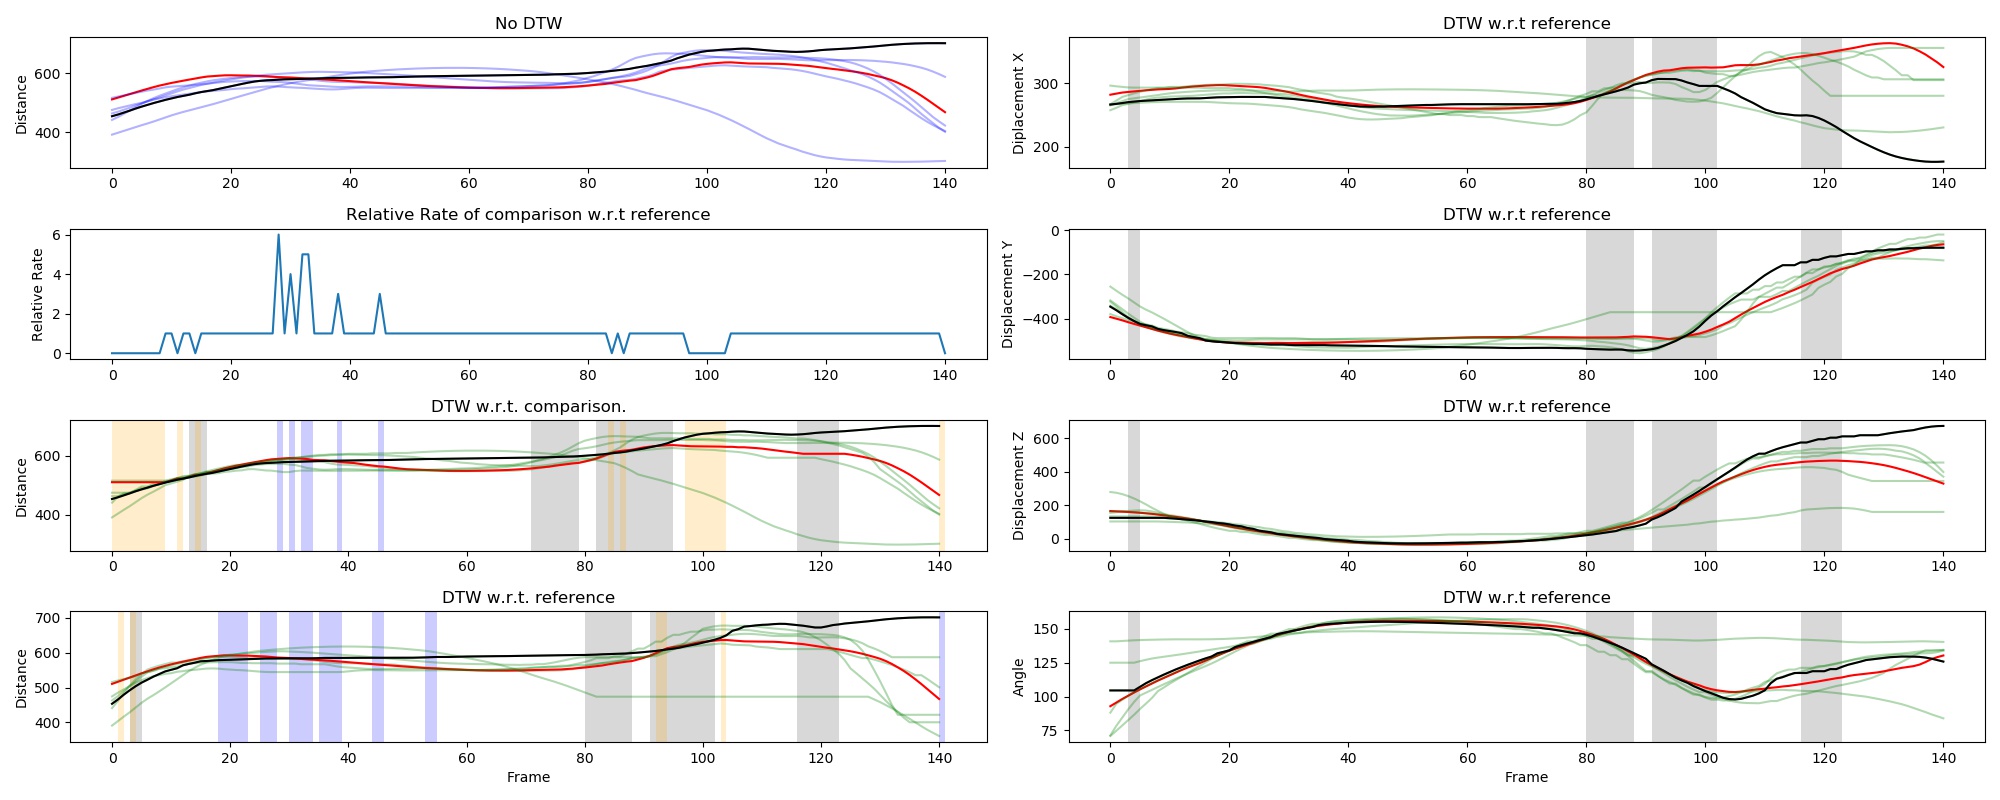 No DTW
Distance
600
400
0 20 40 60 80 100 120 140
Relative Rate of comparison w.r.t reference
Relative Rate
6
4
2
0
0 20 40 60 80 100 120 140
DTW w.r.t. comparison.
Distance
600
400
0 20 40 60 80 100 120 140
DTW w.r.t. reference
Distance
700
600
500
400
0 20 40 60 80 100 120 140
Frame
DTW w.r.t reference
Diplacement X
300
200
0 20 40 60 80 100 120 140
DTW w.r.t reference
Displacement Y
0
−200
−400
0 20 40 60 80 100 120 140
DTW w.r.t reference
Displacement Z
600
400
200
0
0 20 40 60 80 100 120 140
DTW w.r.t reference
Angle
150
125
100
75
0 20 40 60 80 100 120 140
Frame